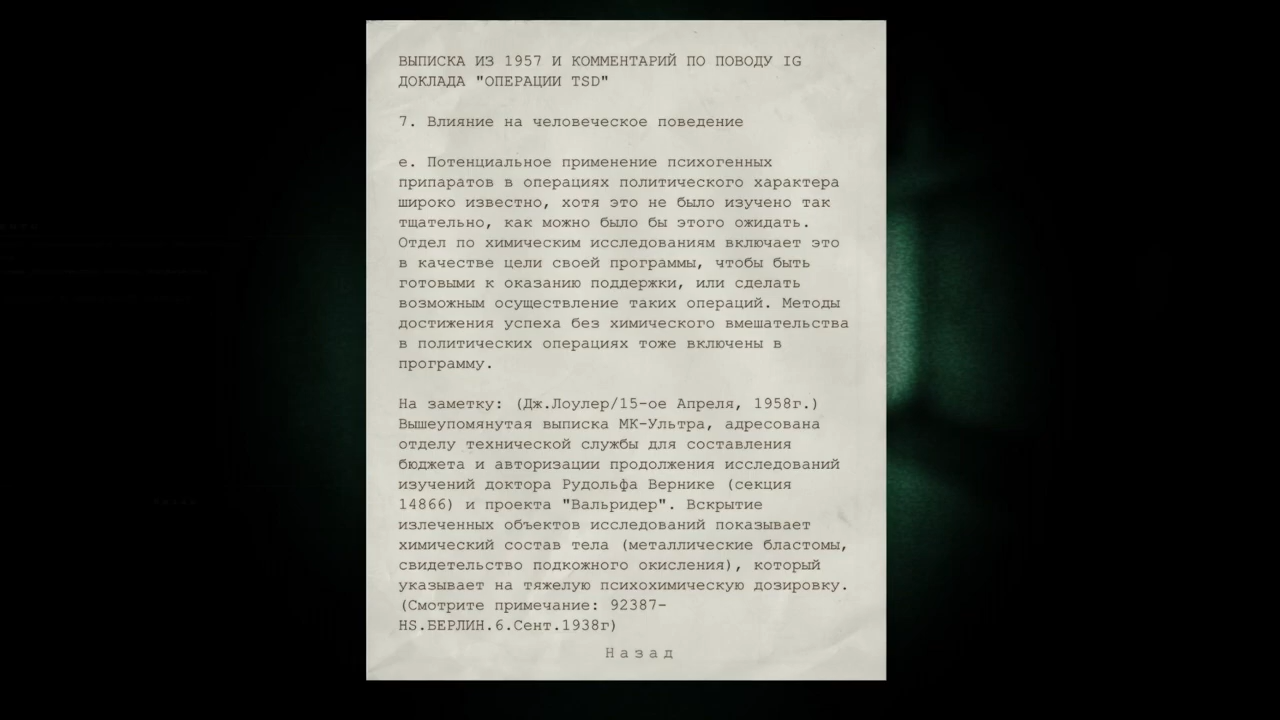 ВЫПИСКА ИЗ 1957 И КОММЕНТАРИЙ ПО ПОВОДУ IG
ДОКЛАДА "ОПЕРАЦИИ TSD"
7. Влияние на человеческое поведение
е. Потенциальное применение психогенных
припаратов в операциях политического характера
широко известно, хотя это не было изучено так
тщательно, как можно было бы этого ожидать.
Отдел по химическим исследованиям включает это
в качестве цели своей программы, чтобы быть
готовыми к оказанию поддержки, или сделать
возможным осуществление таких операций. Методы
достижения успеха без химического вмешательства
в политических операциях тоже включены в
программу.
На заметку: (Дж.Лоулер/15-ое Апреля, 1958г.)
Вышеупомянутая выписка МК-Ультра, адресована
отделу технической службы для составления
бюджета и авторизации продолжения исследований
изучений доктора Рудольфа Вернике (секция
14866) и проекта "Вальридер". Вскрытие
излеченных объектов исследований показывает
химический состав тела (металлические бластомы,
свидетельство подкожного окисления), который
указывает на тяжелую психохимическую дозировку.
(Смотрите примечание: 92387-
HS.БЕРЛИН.6.Сент.1938г)
Назад